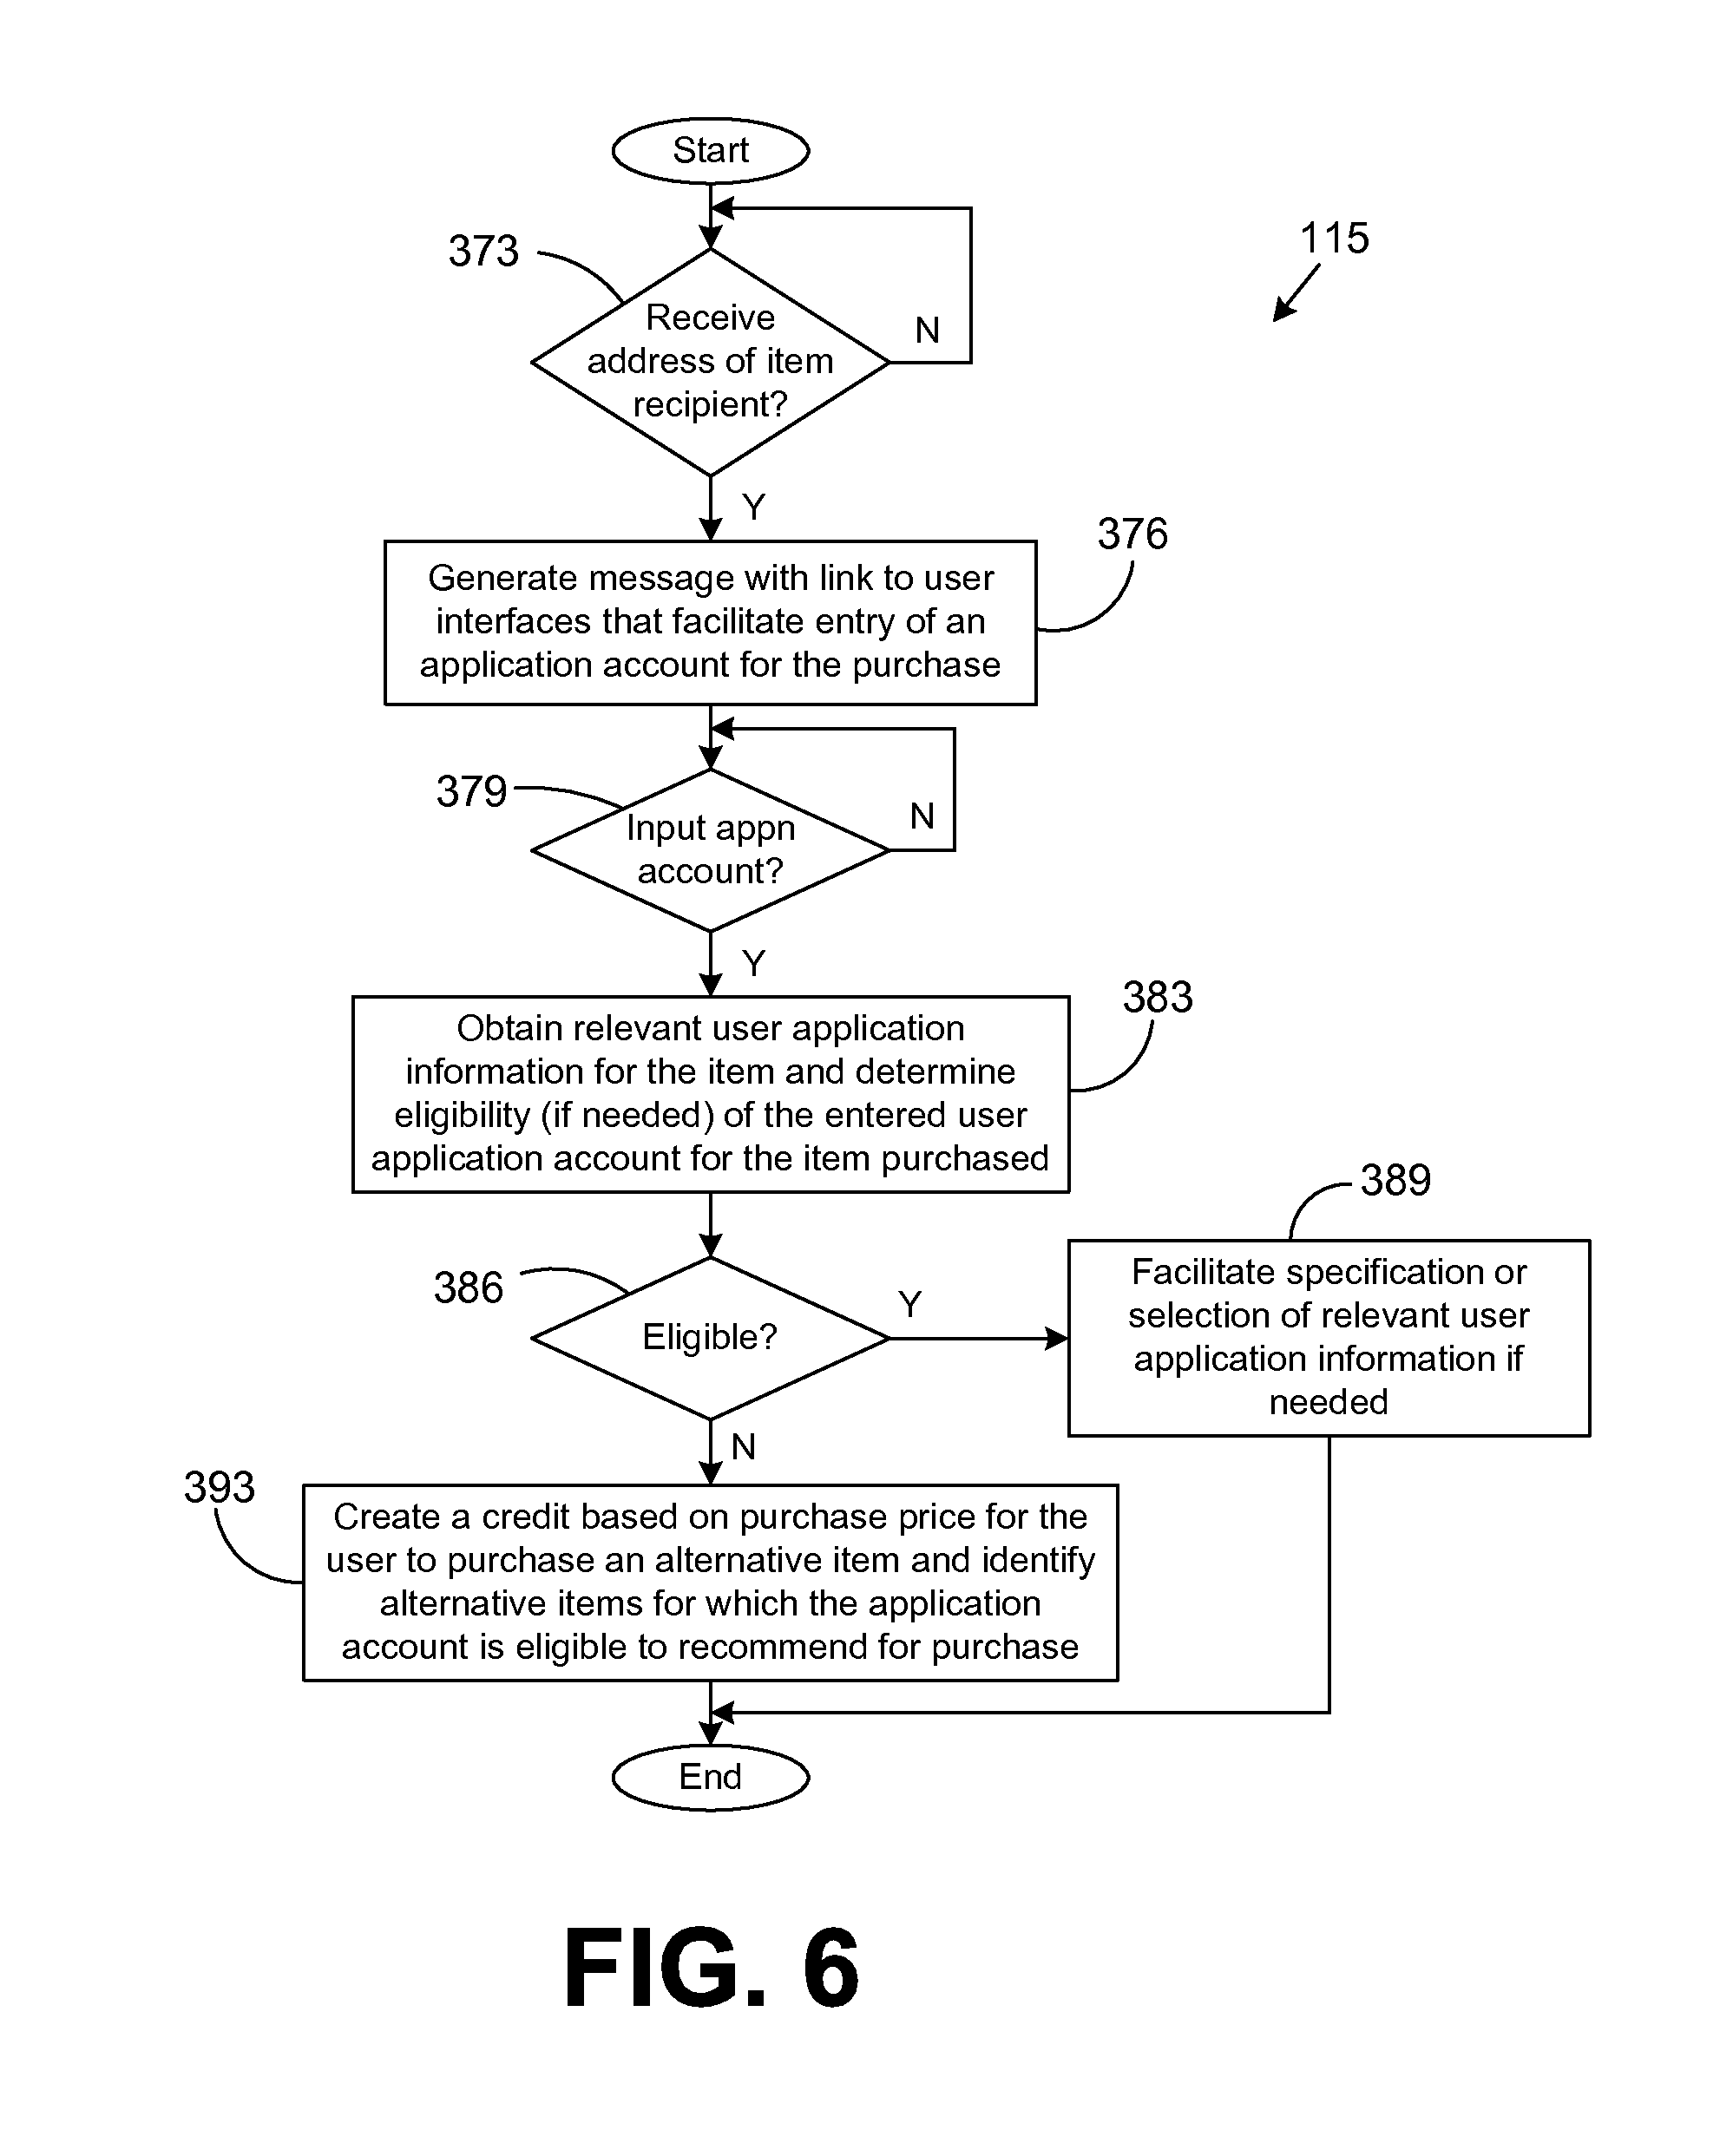 Start
373
115
Receive
address of item
recipient?
N
Y
376
Generate message with link to user
interfaces that facilitate entry of an
application account for the purchase
379
Input appn
account?
N
Y
383
Obtain relevant user application
information for the item and determine
eligibility (if needed) of the entered user
application account for the item purchased
389
386
Eligible?
Y
Facilitate specification or
selection of relevant user
application information if
needed
N
393
Create a credit based on purchase price for the
user to purchase an alternative item and identify
alternative items for which the application
account is eligible to recommend for purchase
End
FIG. 6